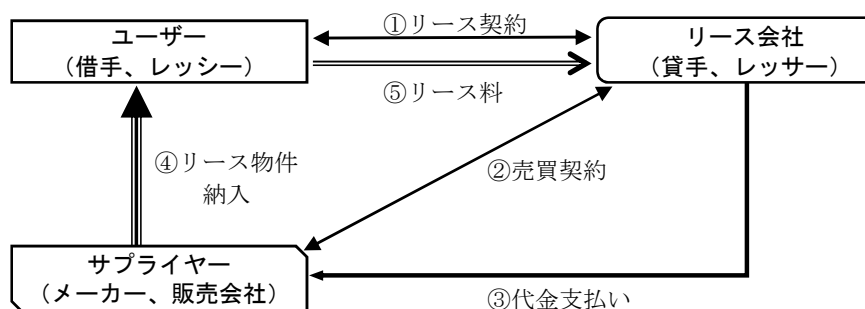 ユーザー
(借手、レッシー)
①リース契約
リース会社
(貸手、レッサー)
⑤リース料
④リース物件
納入
②売買契約
サプライヤー
(メーカー、販売会社)
③代金支払い